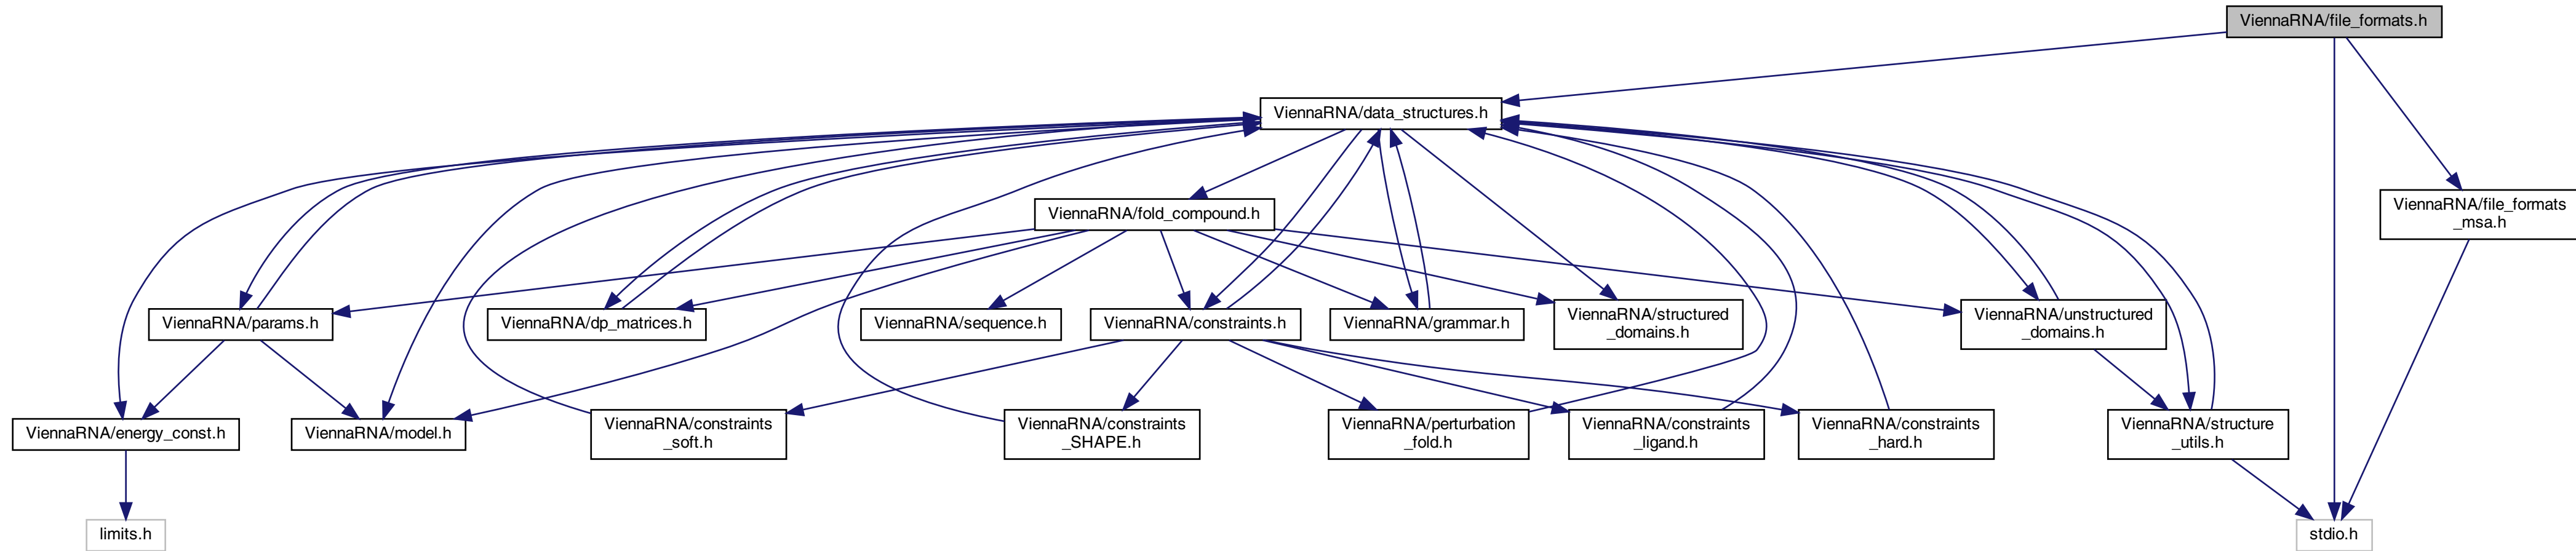 ViennaRNA/file_formats.h
ViennaRNA/data_structures.h
ViennaRNA/file_formats
_msa.h
ViennaRNA/fold_compound.h
ViennaRNA/params.h
ViennaRNA/dp_matrices.h
ViennaRNA/sequence.h
ViennaRNA/constraints.h
ViennaRNA/grammar.h
ViennaRNA/structured
_domains.h
ViennaRNA/unstructured
_domains.h
ViennaRNA/energy_const.h
ViennaRNA/model.h
ViennaRNA/constraints
_soft.h
ViennaRNA/constraints
_SHAPE.h
ViennaRNA/perturbation
_fold.h
ViennaRNA/constraints
_ligand.h
ViennaRNA/constraints
_hard.h
ViennaRNA/structure
_utils.h
limits.h
stdio.h